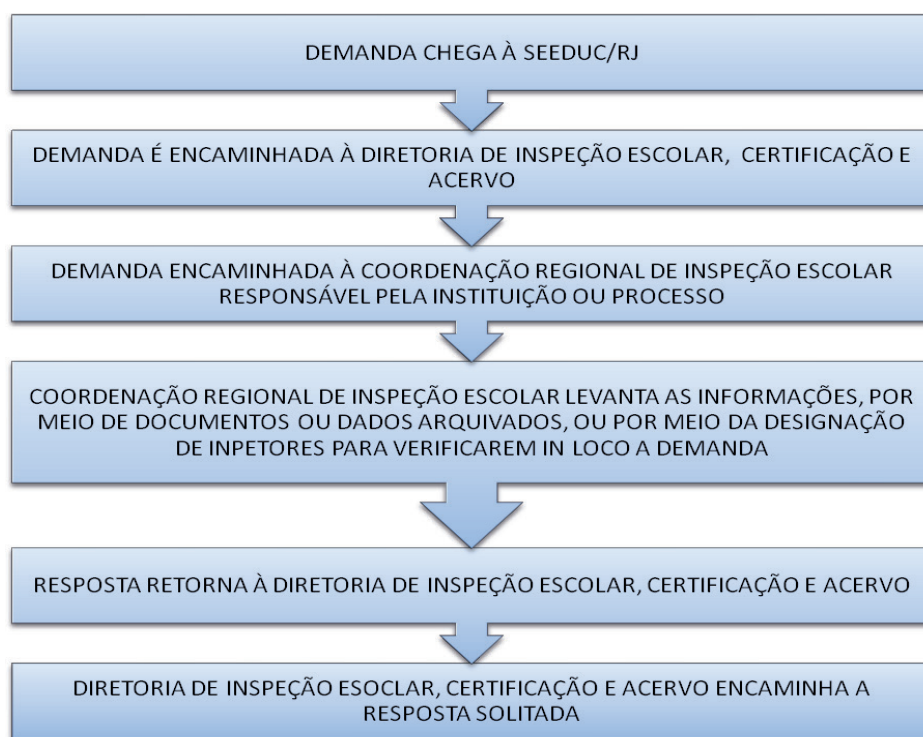 DEMANDA CHEGA À SEEDUC/RJ
DEMANDA É ENCAMINHADA À DIRETORIA DE INSPEÇÃO ESCOLAR, CERTIFICAÇÃO E
ACERVO
DEMANDA ENCAMINHADA À COORDENAÇÃO REGIONAL DE INSPEÇÃO ESCOLAR
RESPONSÁVEL PELA INSTITUIÇÃO OU PROCESSO
COORDENAÇÃO REGIONAL DE INSPEÇÃO ESCOLAR LEVANTA AS INFORMAÇÕES, POR
MEIO DE DOCUMENTOS OU DADOS ARQUIVADOS, OU POR MEIO DA DESIGNAÇÃO
DE INPETORES PARA VERIFICAREM IN LOCO A DEMANDA
RESPOSTA RETORNA À DIRETORIA DE INSPEÇÃO ESCOLAR, CERTIFICAÇÃO E ACERVO
DIRETORIA DE INSPEÇÃO ESOCLAR, CERTIFICAÇÃO E ACERVO ENCAMINHA A
RESPOSTA SOLITADA